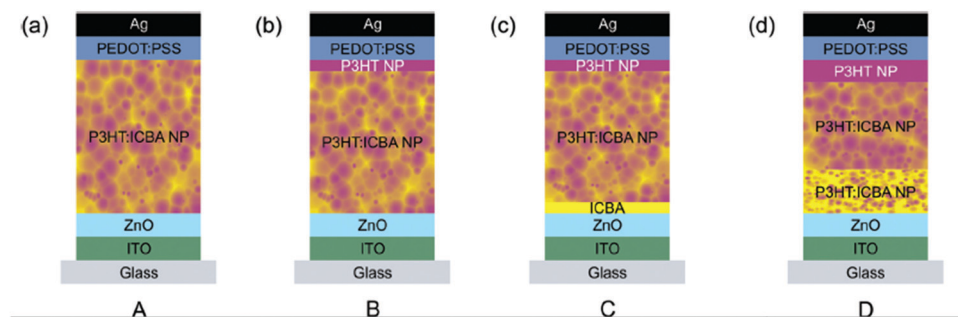 (a)
Ag
PEDOT:PSS
P3HT:ICBA NP
ZnO
ITO
Glass
A
(b)
Ag
PEDOT:PSS
P3HT NP
P3HT:ICBA NP
ZnO
ITO
Glass
B
(c)
Ag
PEDOT:PSS
P3HT NP
P3HT:ICBA NP
ICBA
ZnO
ITO
Glass
C
(d)
Ag
PEDOT:PSS
P3HT NP
P3HT:ICBA NP
P3HT:ICBA NP
ZnO
ITO
Glass
D